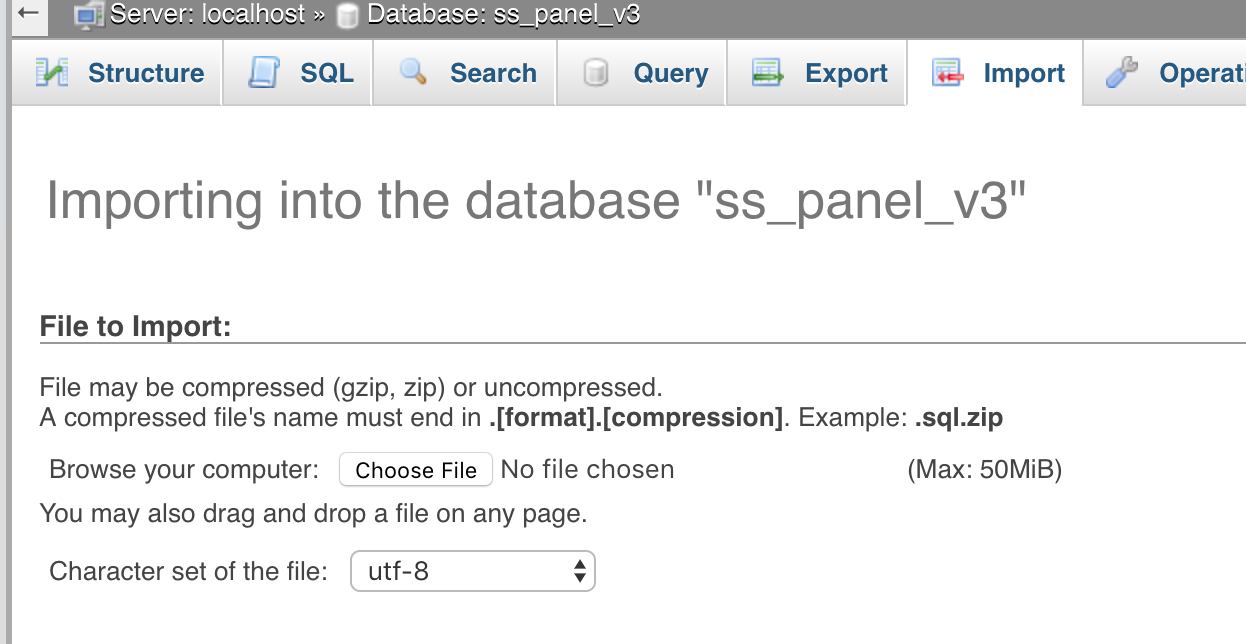 ← Server: localhost » Database: ss_panel_v3
Structure SQL Search Query Export Import Operati
Importing into the database "ss_panel_v3"
File to Import:
File may be compressed (gzip, zip) or uncompressed.
A compressed file's name must end in .[format].[compression]. Example: .sql.zip
Browse your computer: Choose File No file chosen (Max: 50MiB)
You may also drag and drop a file on any page.
Character set of the file: utf-8